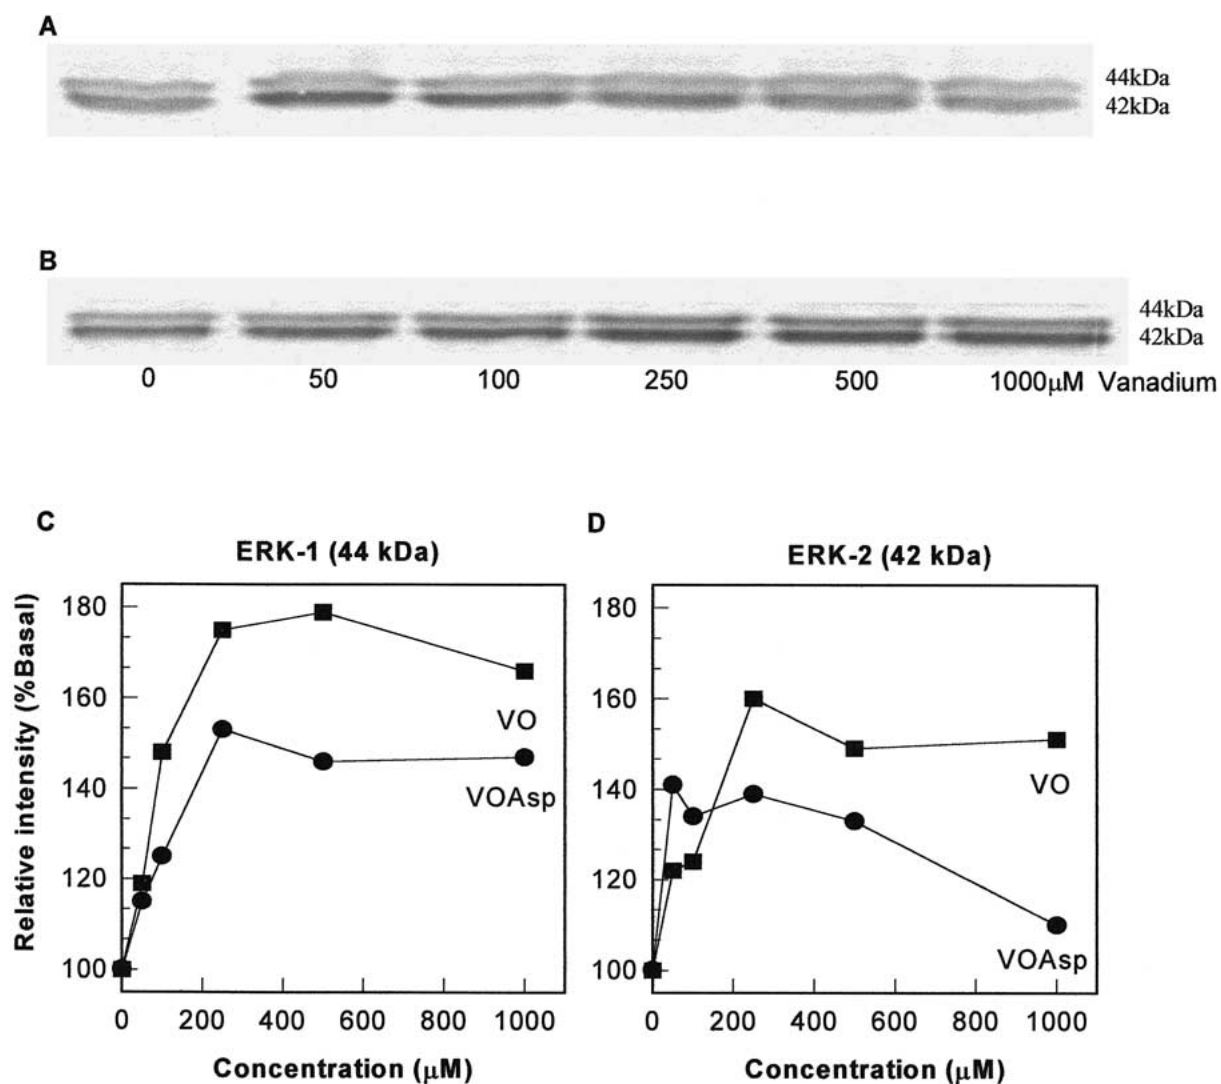 A
44kDa
42kDa
B
44kDa
42kDa
0 50 100 250 500 1000μM Vanadium
C D
ERK-1 (44 kDa) ERK-2 (42 kDa)
Relative intensity (%Basal)
180 180
160 160
VO
140 140
VOAsp VO
120 120
100 100
VOAsp
0 200 400 600 800 1000 0 200 400 600 800 1000
Concentration (μM) Concentration (μM)